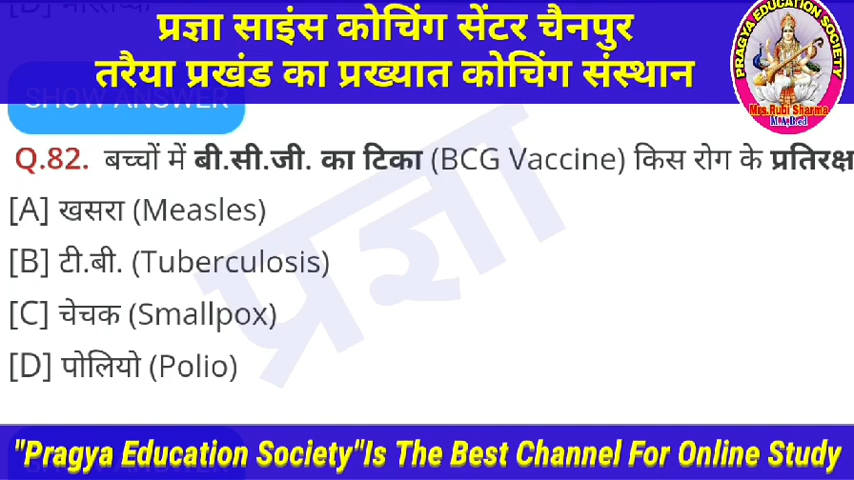 प्रज्ञा साइंस कोचिंग सेंटर चैनपुर
तरैया प्रखंड का प्रख्यात कोचिंग संस्थान
PRAGYA EDUCATION SOCIETY
Mrs.Rubi Sharma
M.A.B.ed
SHOW ANSWER
Q.82. बच्चों में बी.सी.जी. का टिका (BCG Vaccine) किस रोग के प्रतिरक्ष
[A] खसरा (Measles)
[B] टी.बी. (Tuberculosis)
[C] चेचक (Smallpox)
[D] पोलियो (Polio)
प्रज्ञा
"Pragya Education Society"Is The Best Channel For Online Study